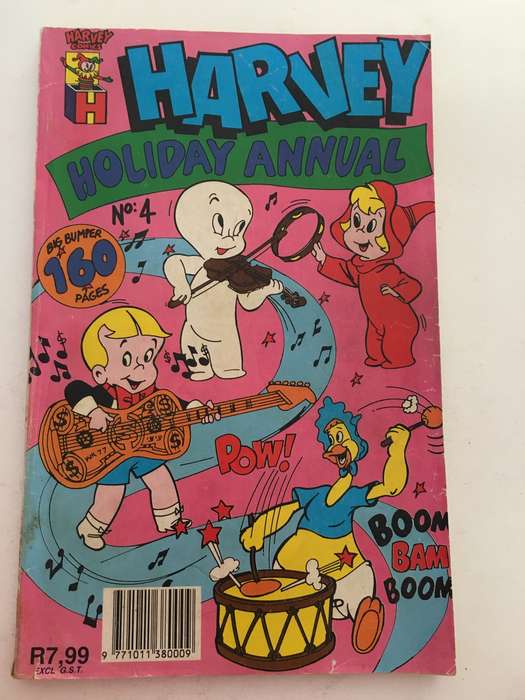 HARVEY
COMICS
H
HARVEY
HOLIDAY ANNUAL
No: 4
BIG BUMPER
160
PAGES
POW!
BOOM
BAM
BOOM
R7,99
EXCL G.S.T.
9 771011 380009